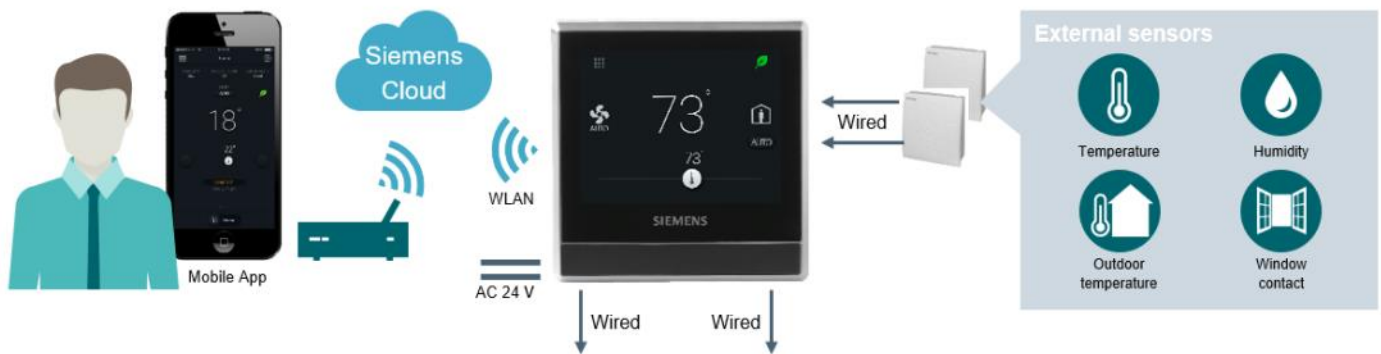 Siemens
Cloud
18°
22°
Mobile App
WLAN
AC 24 V
AUTO
73°
AUTO
73°
SIEMENS
Wired
Wired
Wired
External sensors
Temperature
Humidity
Outdoor
temperature
Window
contact